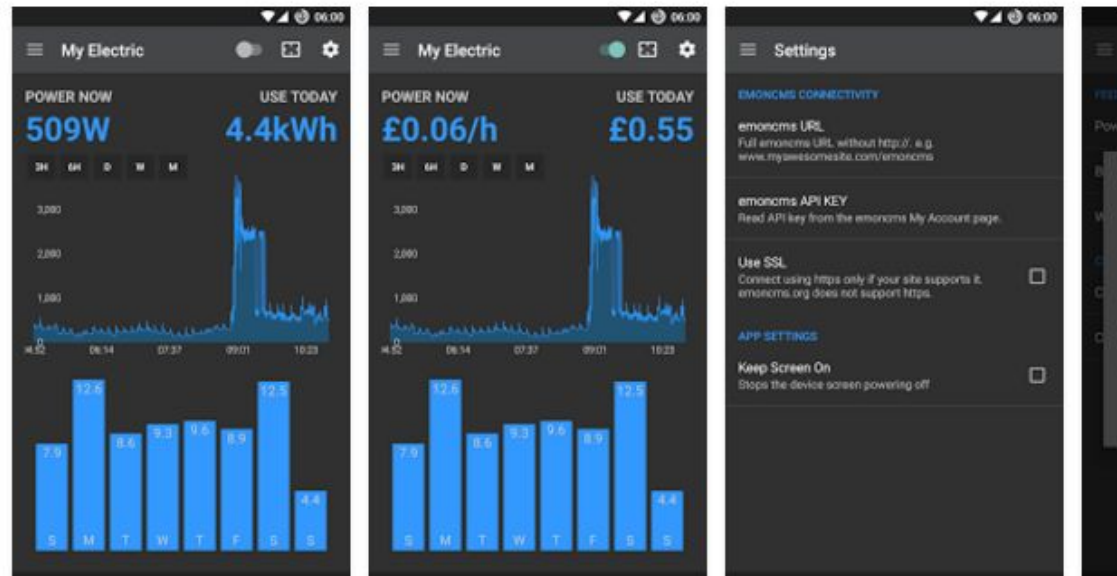 06:00
My Electric
POWER NOW
USE TODAY
509W
4.4kWh
3H 6H D W M
3,000
2,000
1,000
0
06:14 07:37 09:01 10:23
7.9 12.6 8.6 9.3 9.6 8.9 12.5 4.4
S M T W T F S S
06:00
My Electric
POWER NOW
USE TODAY
£0.06/h
£0.55
3H 6H D W M
3,000
2,000
1,000
0
06:14 07:37 09:01 10:23
7.9 12.6 8.6 9.3 9.6 8.9 12.5 4.4
S M T W T F S S
06:00
Settings
EMONCMS CONNECTIVITY
emoncms URL
Full emoncms URL without http://. e.g.
www.myawesomesite.com/emoncms
emoncms API KEY
Read API key from the emoncms My Account page.
Use SSL
Connect using https only if your site supports it.
emoncms.org does not support https.
APP SETTINGS
Keep Screen On
Stops the device screen powering off